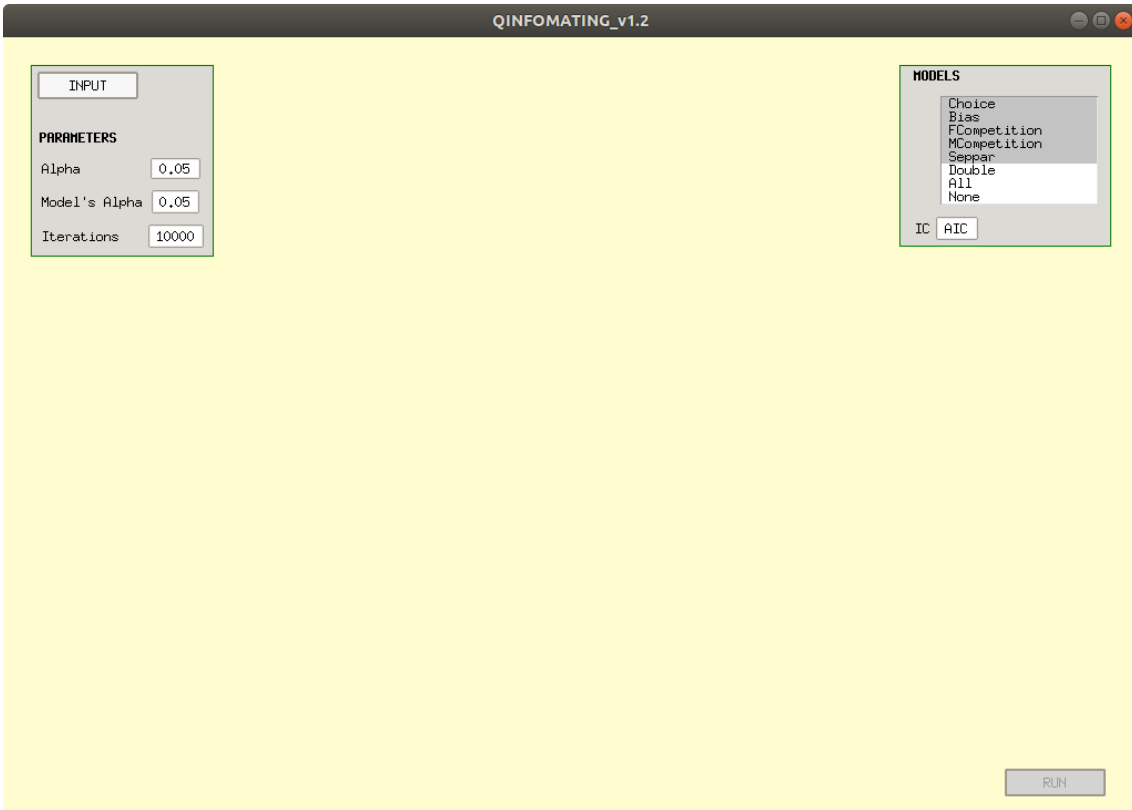 QINFOMATING_v1.2
INPUT
PARAMETERS
Alpha 0.05
Model's Alpha 0.05
Iterations 10000
MODELS
Choice
Bias
FCompetition
MCompetition
Seppar
Double
All
None
IC AIC
RUN